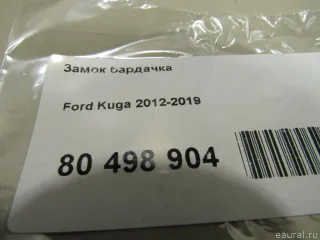 Замок бардачка
Ford Kuga 2012-2019
80 498 904
eaural.ru